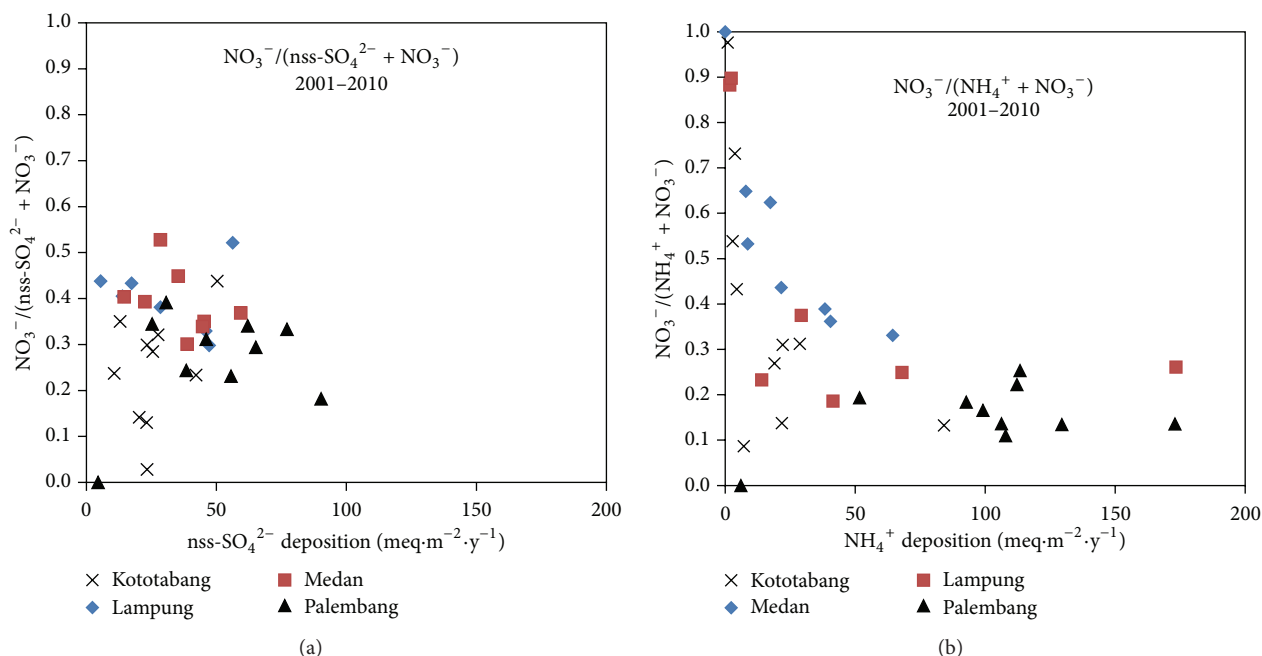 NO₃⁻/(nss-SO₄²⁻ + NO₃⁻)
2001–2010
NO₃⁻/(nss-SO₄²⁻ + NO₃⁻)
1.0
0.9
0.8
0.7
0.6
0.5
0.4
0.3
0.2
0.1
0.0
0 50 100 150 200
nss-SO₄²⁻ deposition (meq·m⁻²·y⁻¹)
Kototabang Medan
Lampung Palembang
(a)
NO₃⁻/(NH₄⁺ + NO₃⁻)
2001–2010
NO₃⁻/(NH₄⁺ + NO₃⁻)
1.0
0.9
0.8
0.7
0.6
0.5
0.4
0.3
0.2
0.1
0.0
0 50 100 150 200
NH₄⁺ deposition (meq·m⁻²·y⁻¹)
Kototabang Lampung
Medan Palembang
(b)